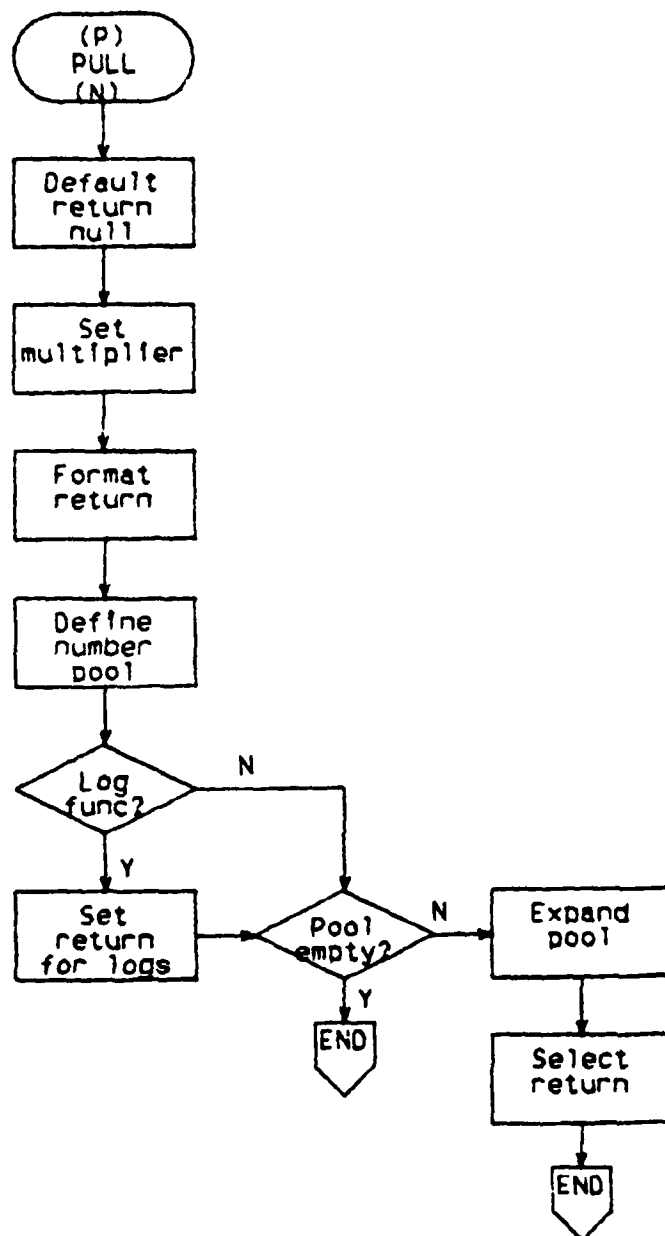 (P)
PULL
(N)
Default
return
null
Set
multiplier
Format
return
Define
number
pool
Log
func?
N
Y
Set
return
for logs
Pool
empty?
N
Y
END
Expand
pool
Select
return
END